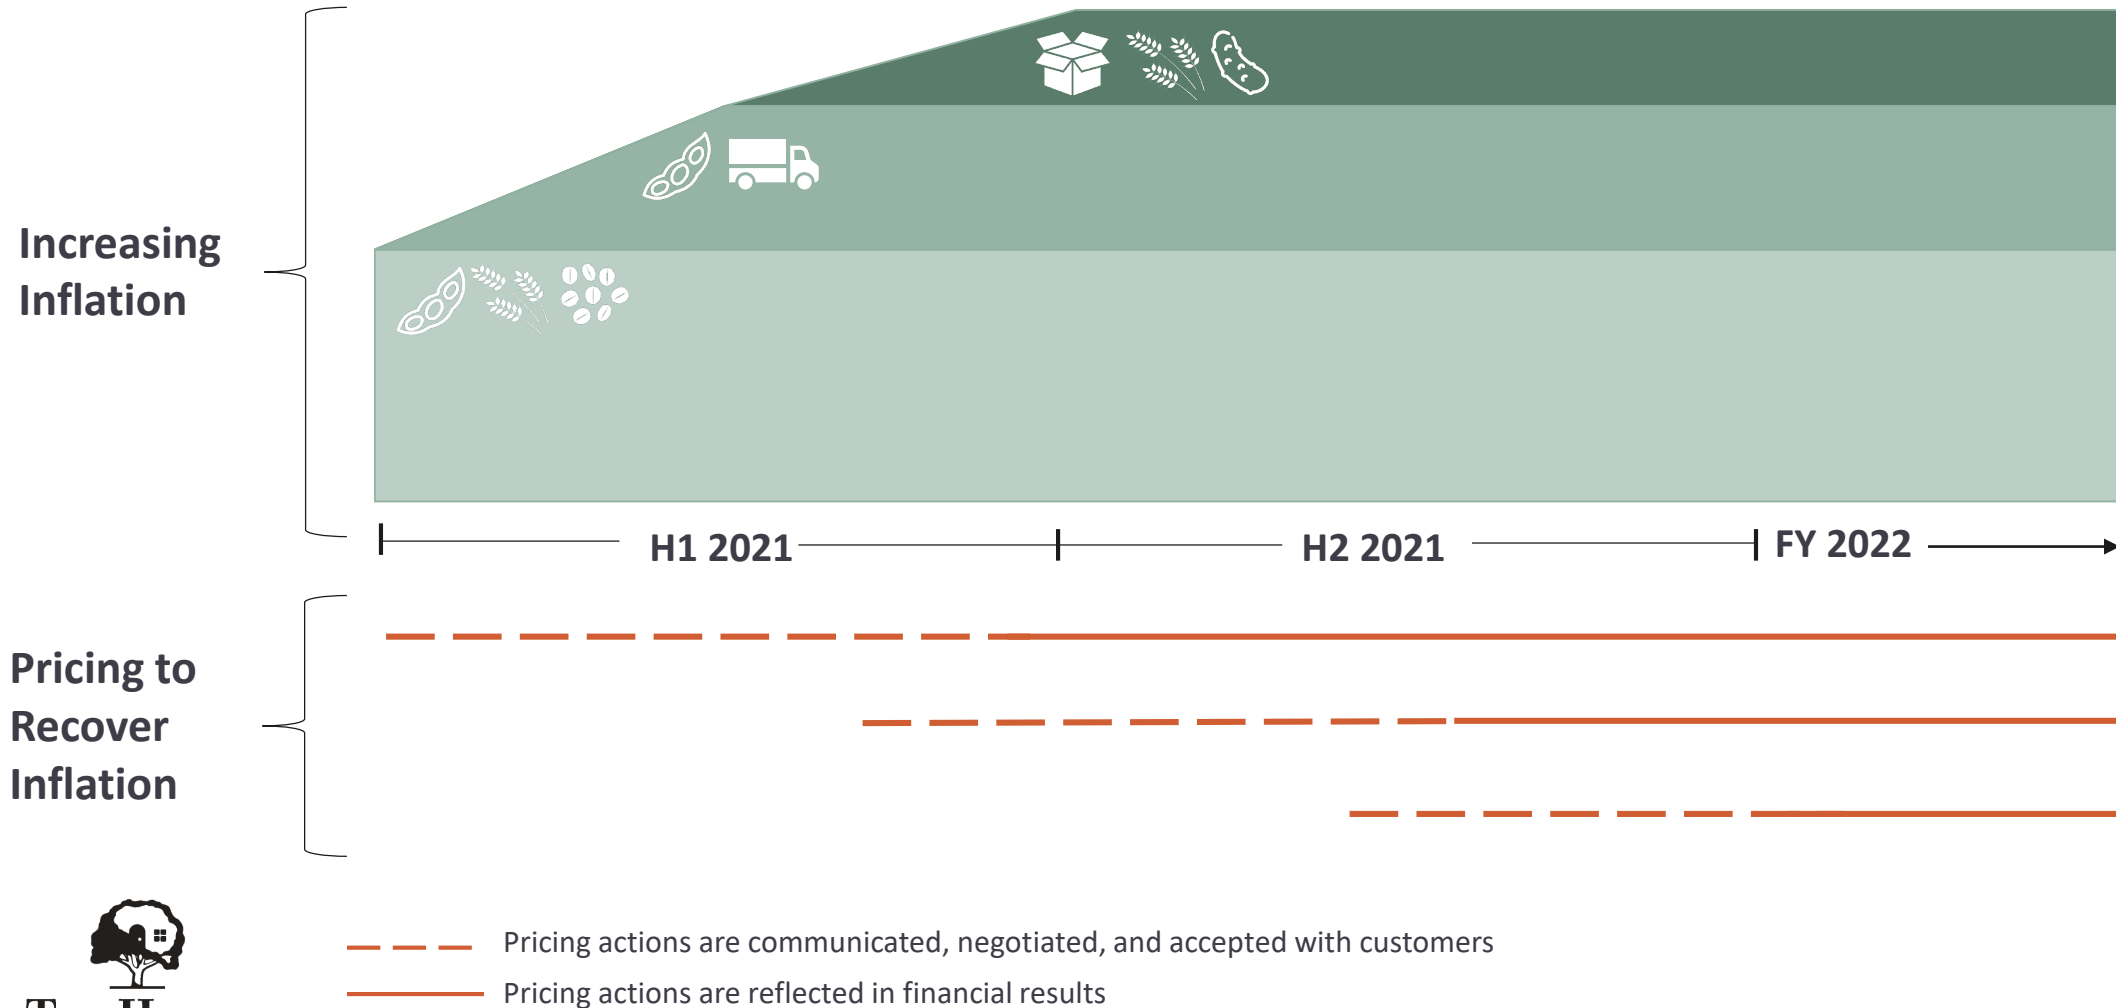 Increasing
Inflation
H1 2021
H2 2021
FY 2022
Pricing to
Recover
Inflation
Pricing actions are communicated, negotiated, and accepted with customers
Pricing actions are reflected in financial results